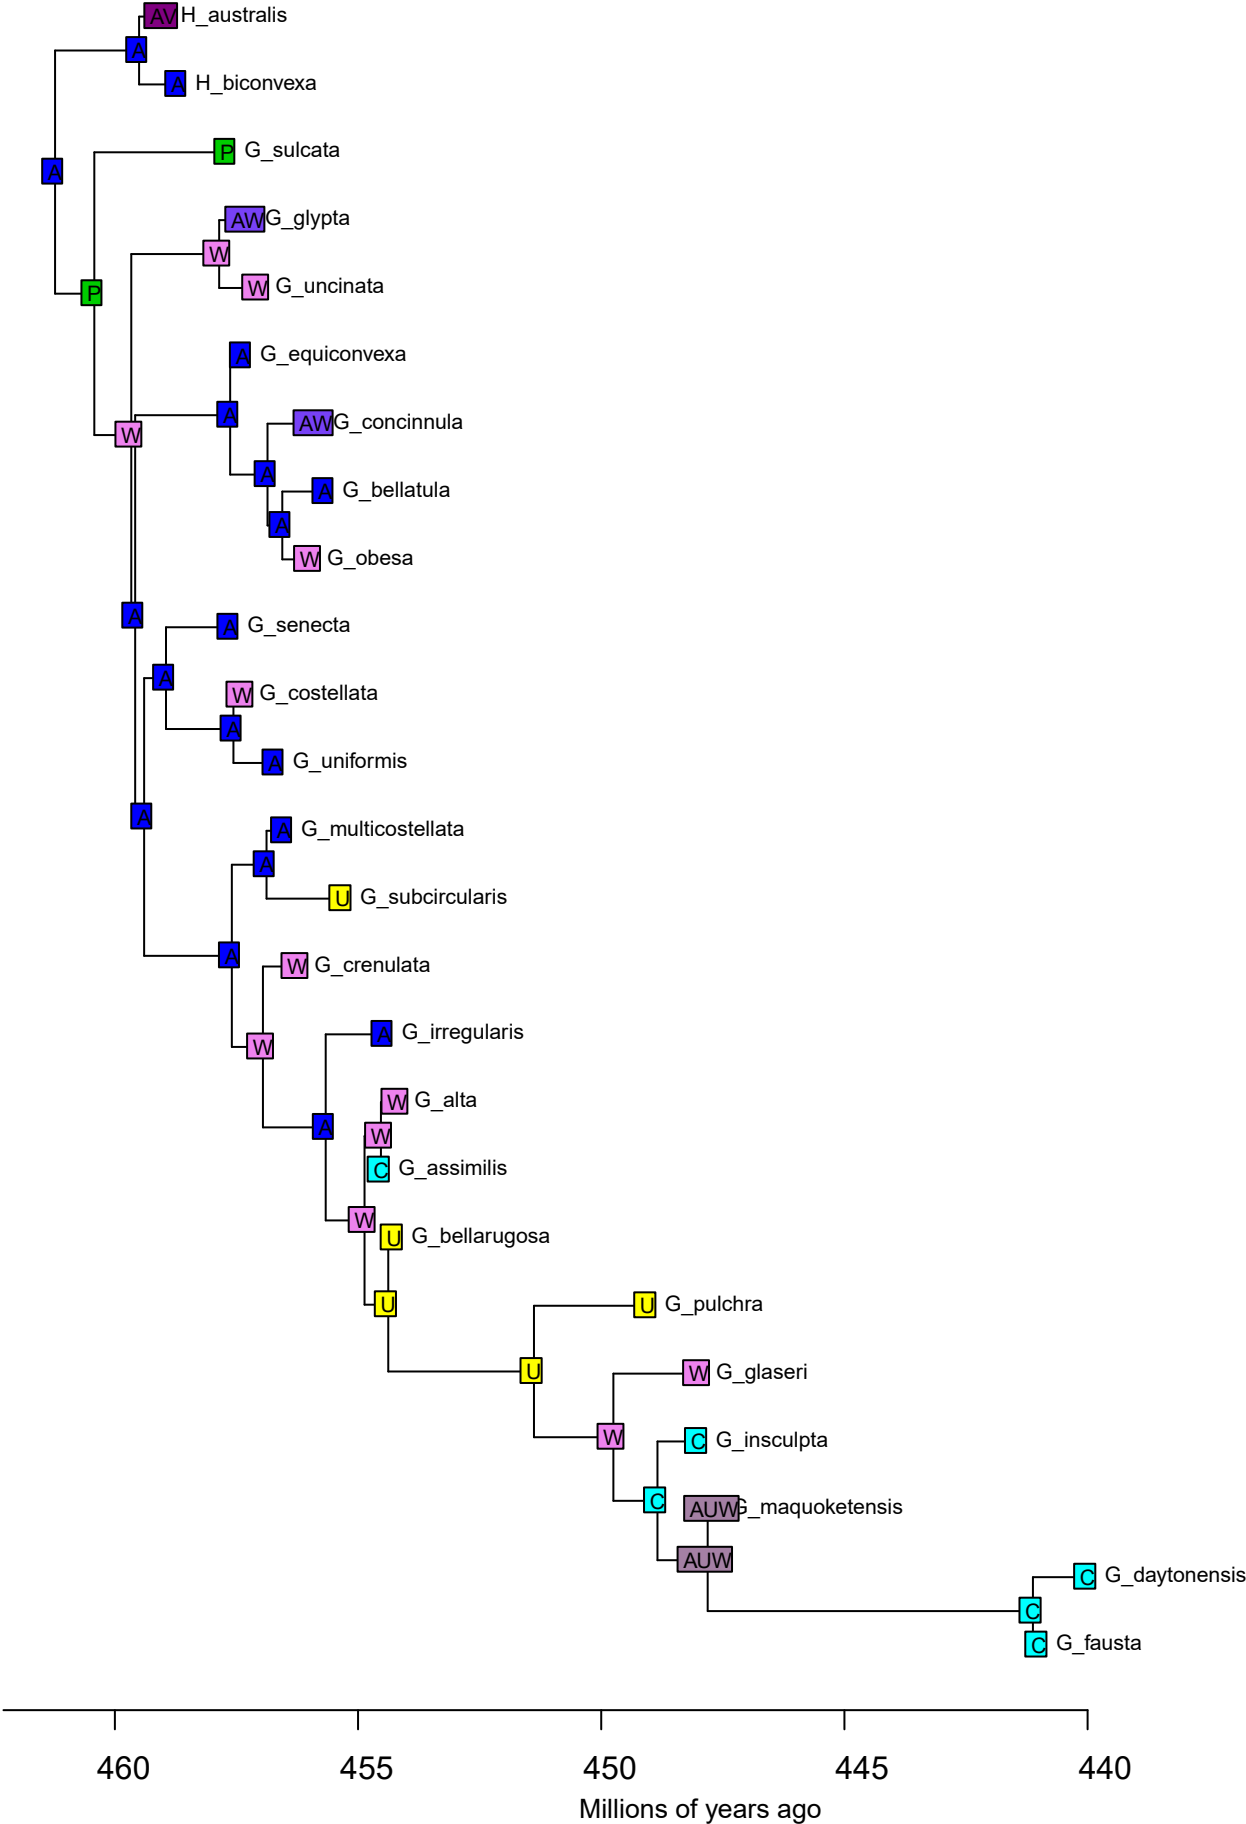 AV H_australis
A
A H_biconvexa
P G_sulcata
A
AW G_glypta
W
W G_uncinata
P
A G_equiconvexa
A
AW G_concinnula
W
A
A G_bellatula
A
W G_obesa
A
A G_senecta
A
W G_costellata
A
A G_uniformis
A
A G_multicostellata
A
U G_subcircularis
A
W G_crenulata
A G_irregularis
W
W G_alta
A
W
C G_assimilis
W
U G_bellarugosa
U
U G_pulchra
U
W G_glaseri
W
C G_insculpta
C
AUW G_maquoketensis
AUW
C G_daytonensis
C
C G_fausta
460 455 450 445 440
Millions of years ago